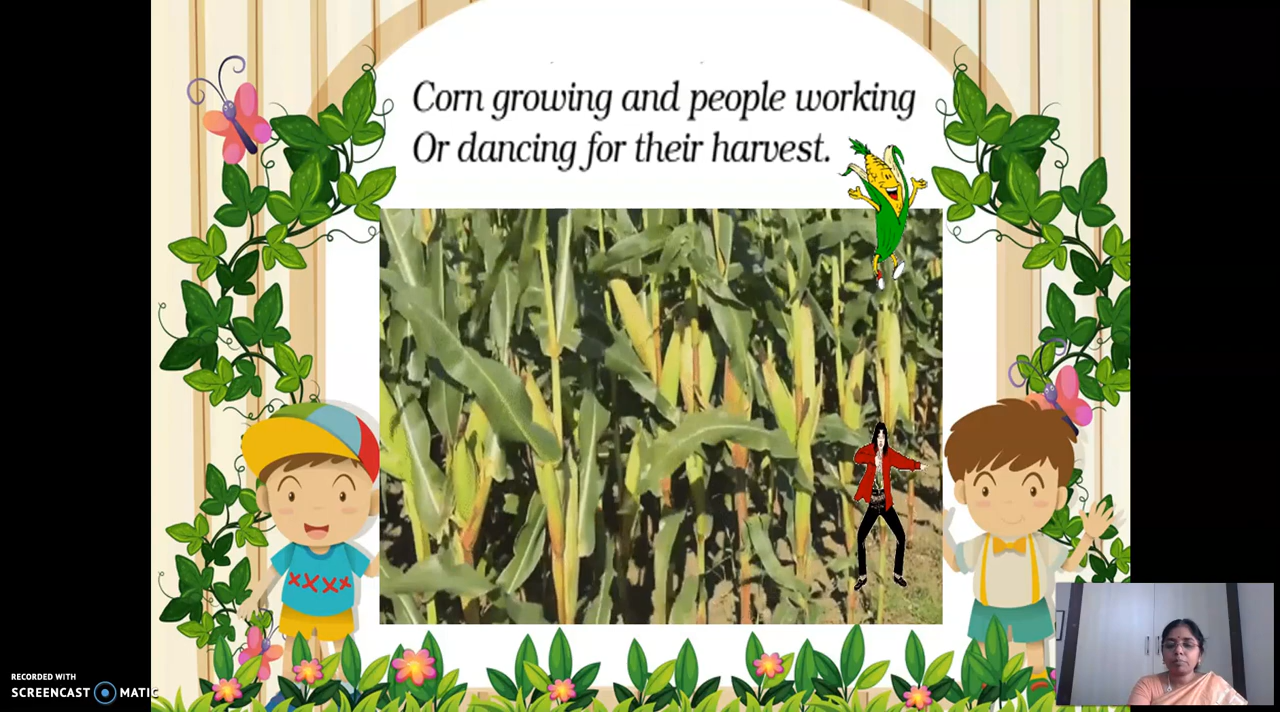 Corn growing and people working
Or dancing for their harvest.
RECORDED WITH
SCREENCAST MATIC